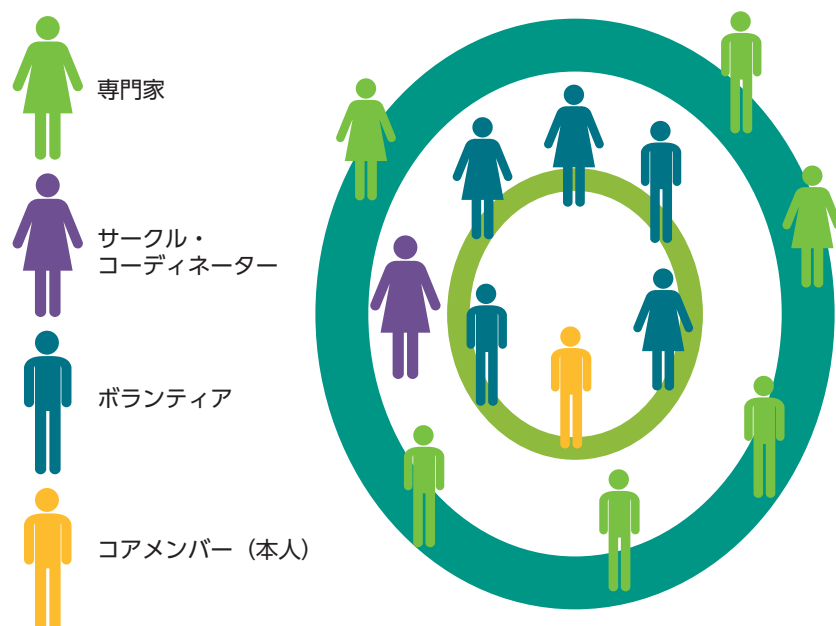 専門家
サークル・
コーディネーター
ボランティア
コアメンバー（本人）